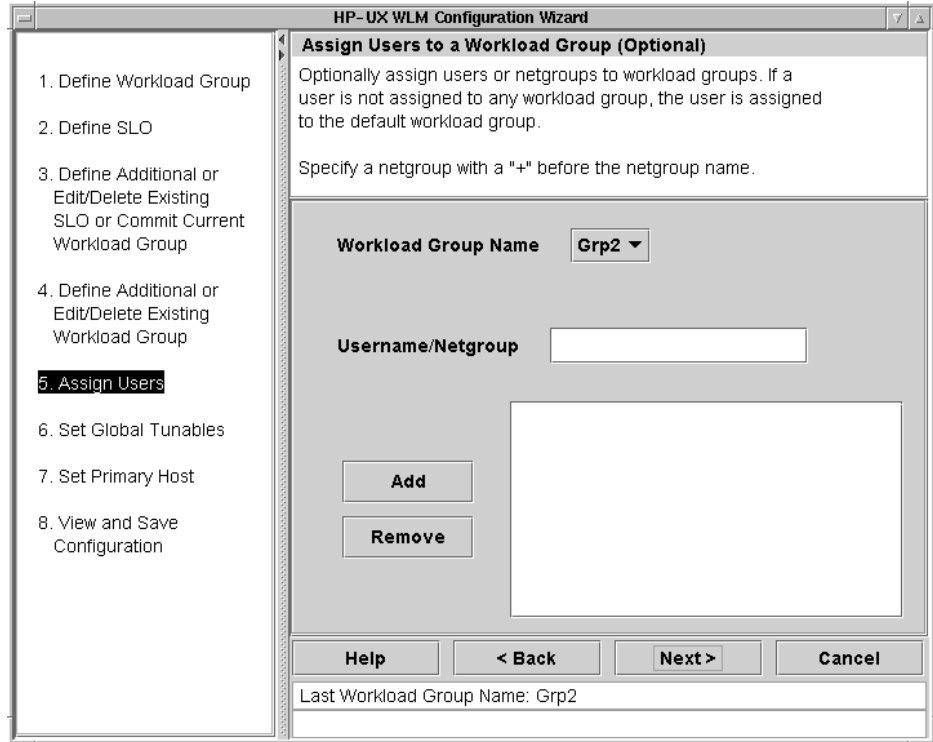 HP-UX WLM Configuration Wizard
1. Define Workload Group
2. Define SLO
3. Define Additional or
Edit/Delete Existing
SLO or Commit Current
Workload Group
4. Define Additional or
Edit/Delete Existing
Workload Group
5. Assign Users
6. Set Global Tunables
7. Set Primary Host
8. View and Save
Configuration
Assign Users to a Workload Group (Optional)
Optionally assign users or netgroups to workload groups. If a
user is not assigned to any workload group, the user is assigned
to the default workload group.
Specify a netgroup with a "+" before the netgroup name.
Workload Group Name Grp2
Username/Netgroup
Add
Remove
Help < Back Next > Cancel
Last Workload Group Name: Grp2